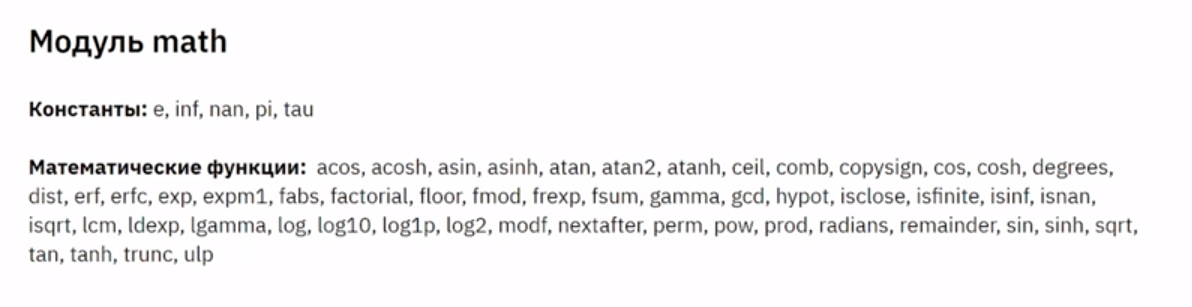 Модуль math
Константы: e, inf, nan, pi, tau
Математические функции: acos, acosh, asin, asinh, atan, atan2, atanh, ceil, comb, copysign, cos, cosh, degrees,
dist, erf, erfc, exp, expm1, fabs, factorial, floor, fmod, frexp, fsum, gamma, gcd, hypot, isclose, isfinite, isinf, isnan,
isqrt, lcm, ldexp, lgamma, log, log10, log1p, log2, modf, nextafter, perm, pow, prod, radians, remainder, sin, sinh, sqrt,
tan, tanh, trunc, ulp